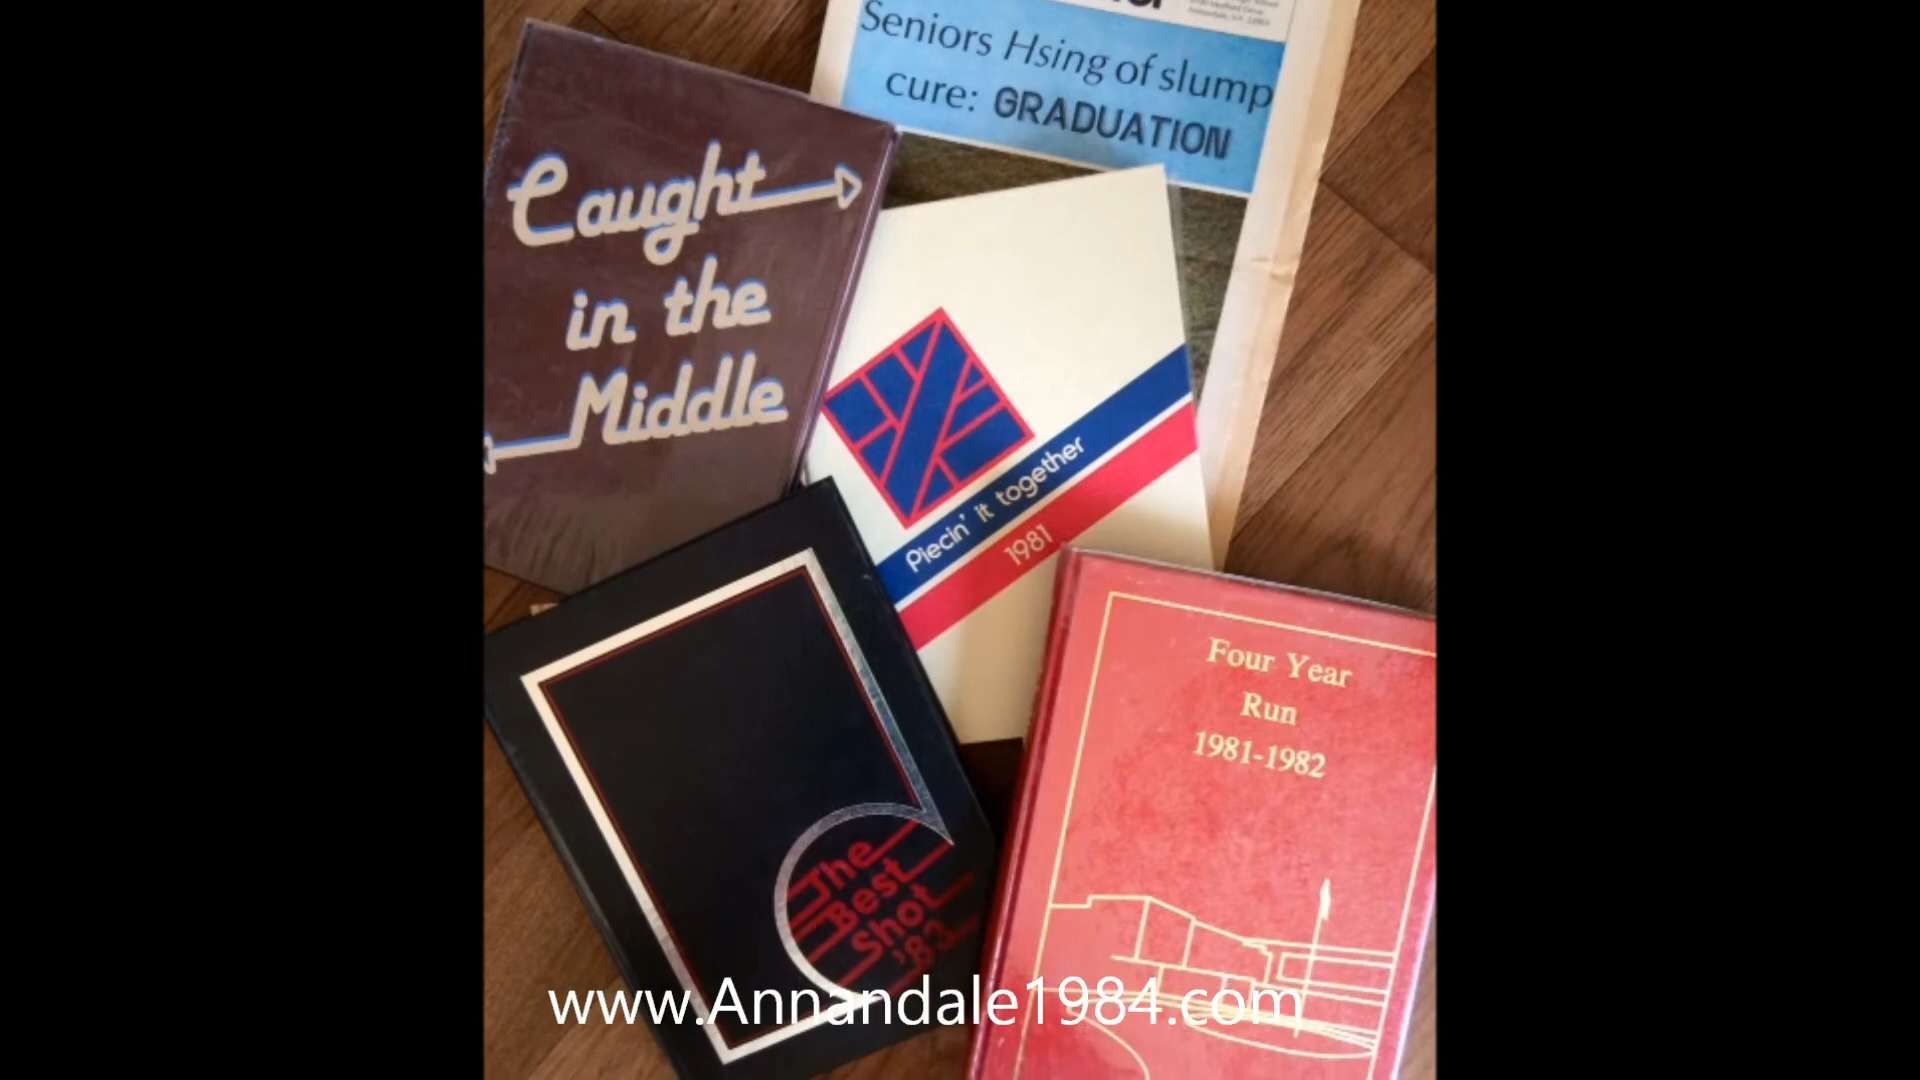 Seniors Hsing of slump
cure: GRADUATION
Caught
in the
Middle
Piecin' it together
1981
Four Year
Run
1981-1982
The
Best
Shot
'83
www.Annandale1984.com